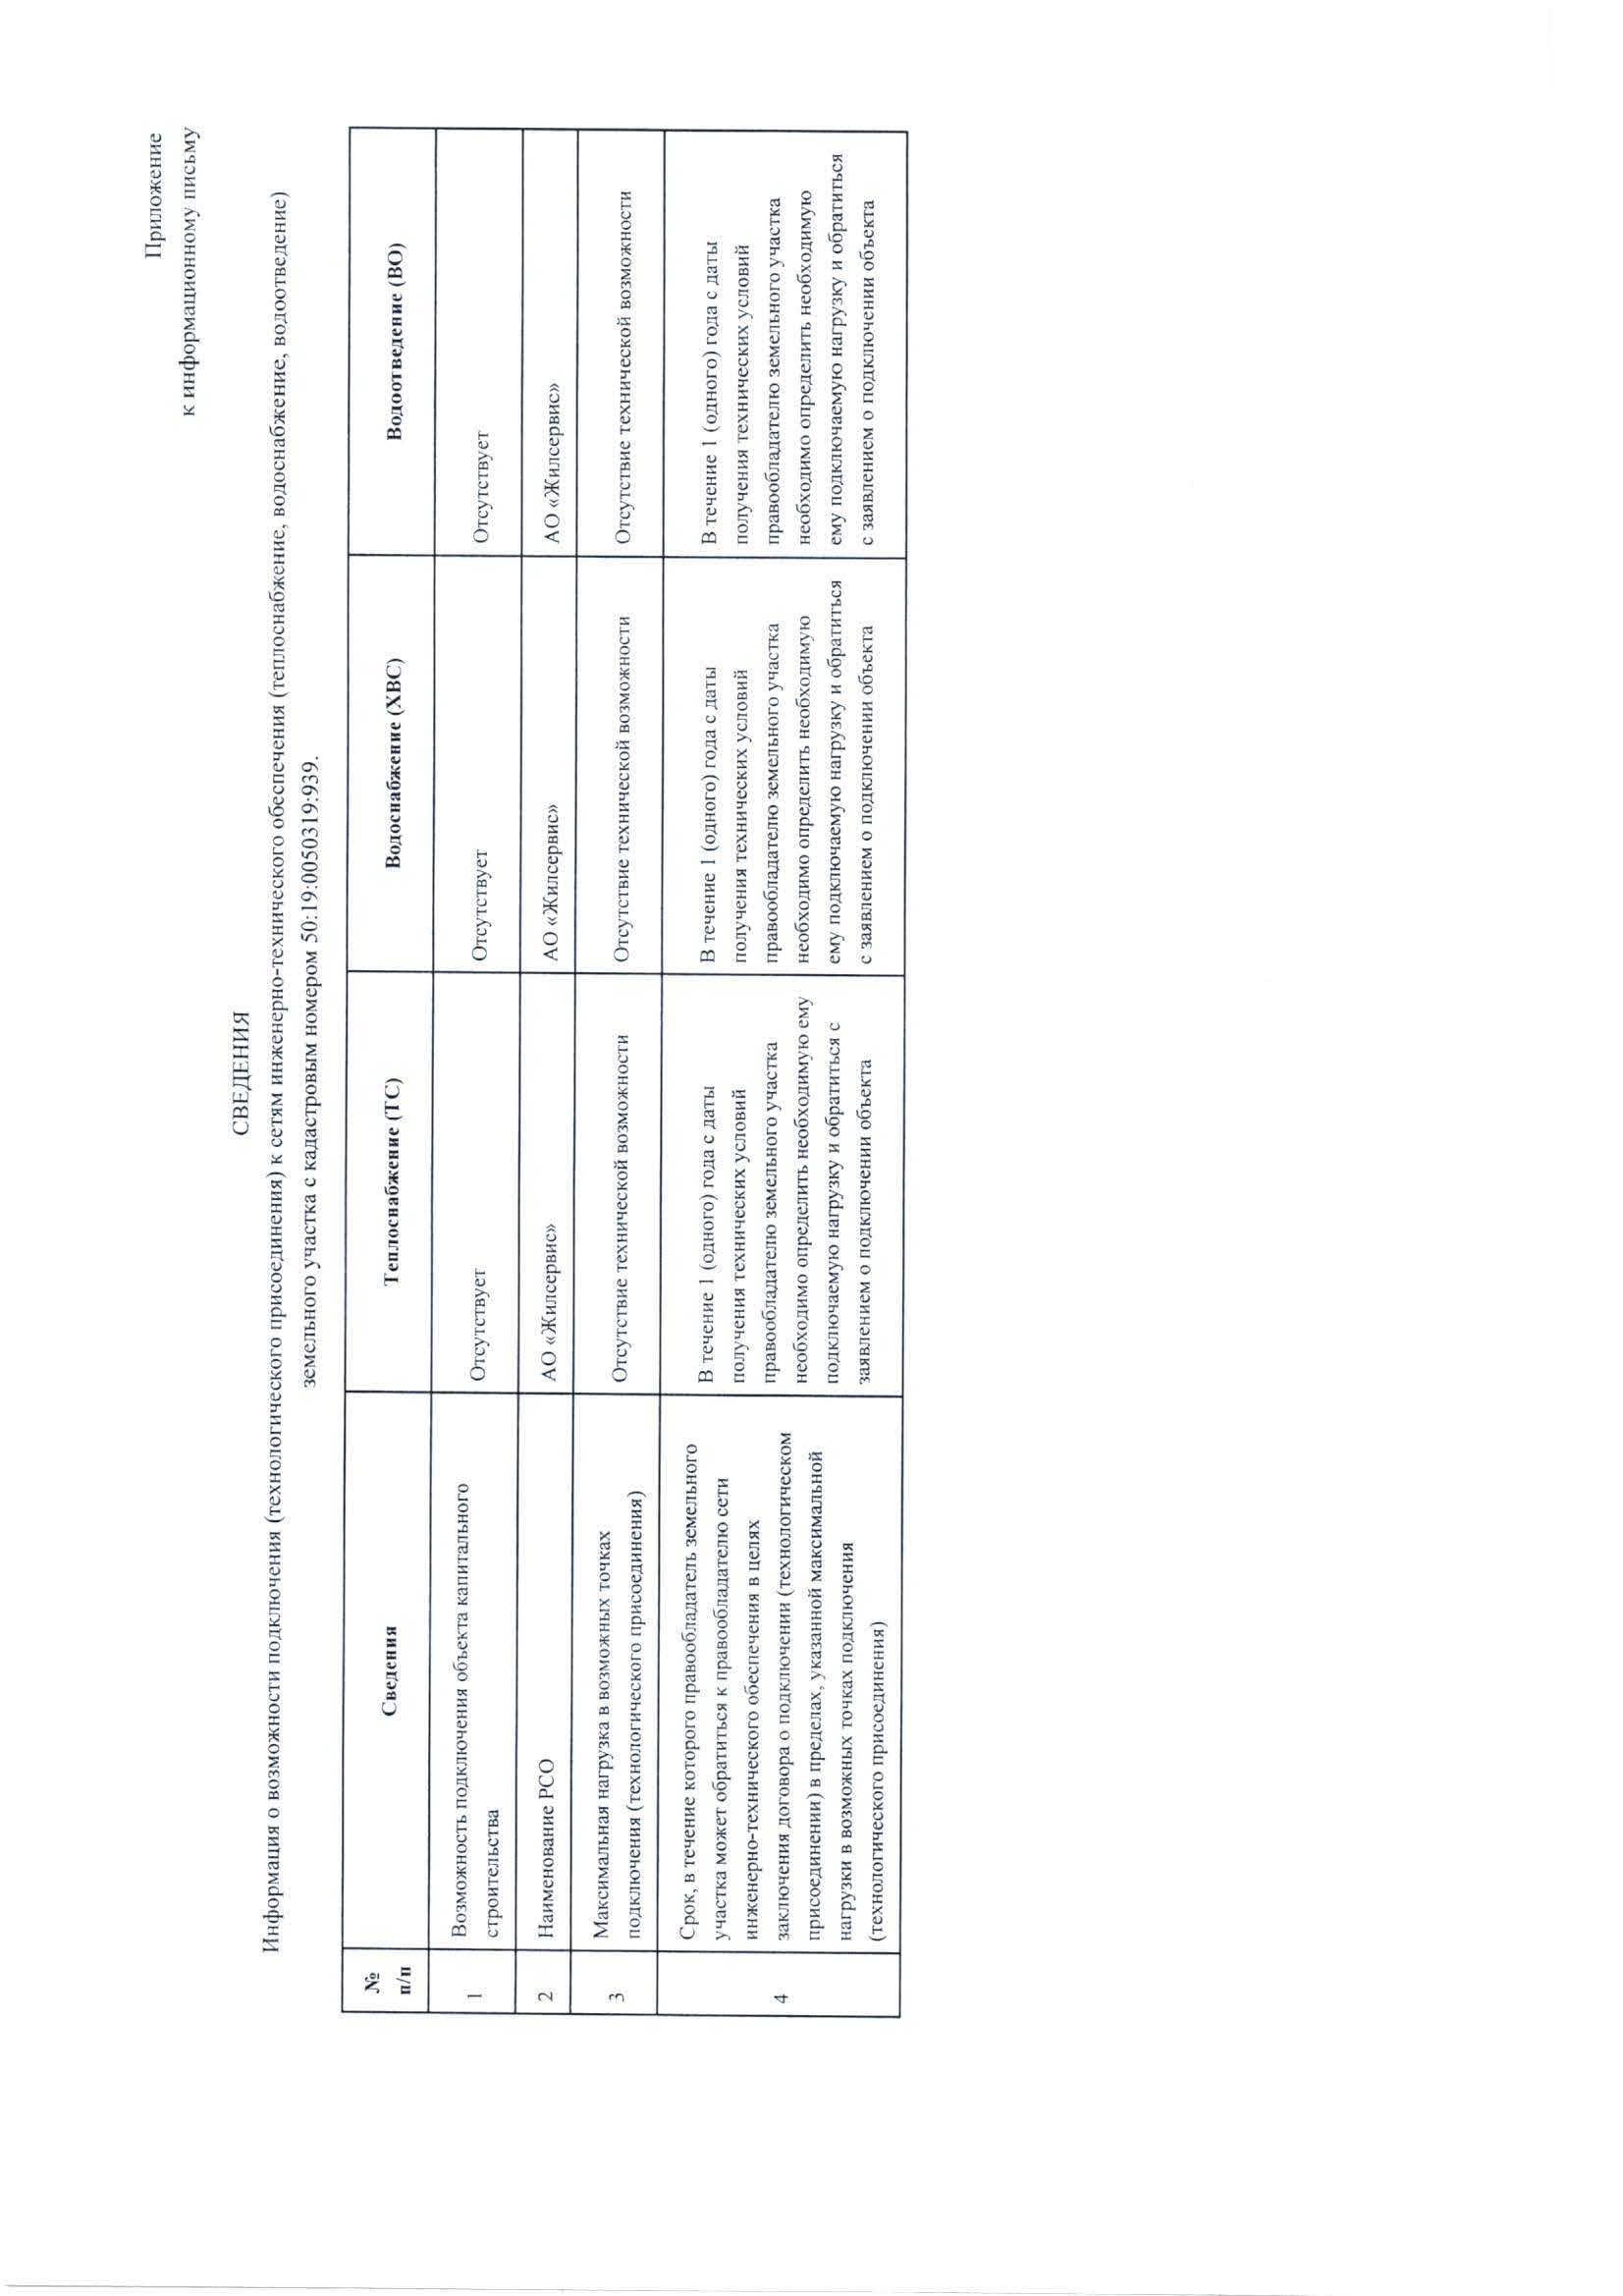 Приложение
к информационному письму
СВЕДЕНИЯ
Информация о возможности подключения (технологического присоединения) к сетям инженерно-технического обеспечения (теплоснабжение, водоснабжение, водоотведение)
земельного участка с кадастровым номером 50:19:0050319:939.
№
п/п
Сведения
Теплоснабжение (ТС)
Водоснабжение (ХВС)
Водоотведение (ВО)
1
Возможность подключения объекта капитального
строительства
Отсутствует
Отсутствует
Отсутствует
2
Наименование РСО
АО «Жилсервис»
АО «Жилсервис»
АО «Жилсервис»
3
Максимальная нагрузка в возможных точках
подключения (технологического присоединения)
Отсутствие технической возможности
Отсутствие технической возможности
Отсутствие технической возможности
4
Срок, в течение которого правообладатель земельного
участка может обратиться к правообладателю сети
инженерно-технического обеспечения в целях
заключения договора о подключении (технологическом
присоединении) в пределах, указанной максимальной
нагрузки в возможных точках подключения
(технологического присоединения)
В течение 1 (одного) года с даты
получения технических условий
правообладателю земельного участка
необходимо определить необходимую ему
подключаемую нагрузку и обратиться с
заявлением о подключении объекта
В течение 1 (одного) года с даты
получения технических условий
правообладателю земельного участка
необходимо определить необходимую
ему подключаемую нагрузку и обратиться
с заявлением о подключении объекта
В течение 1 (одного) года с даты
получения технических условий
правообладателю земельного участка
необходимо определить необходимую
ему подключаемую нагрузку и обратиться
с заявлением о подключении объекта